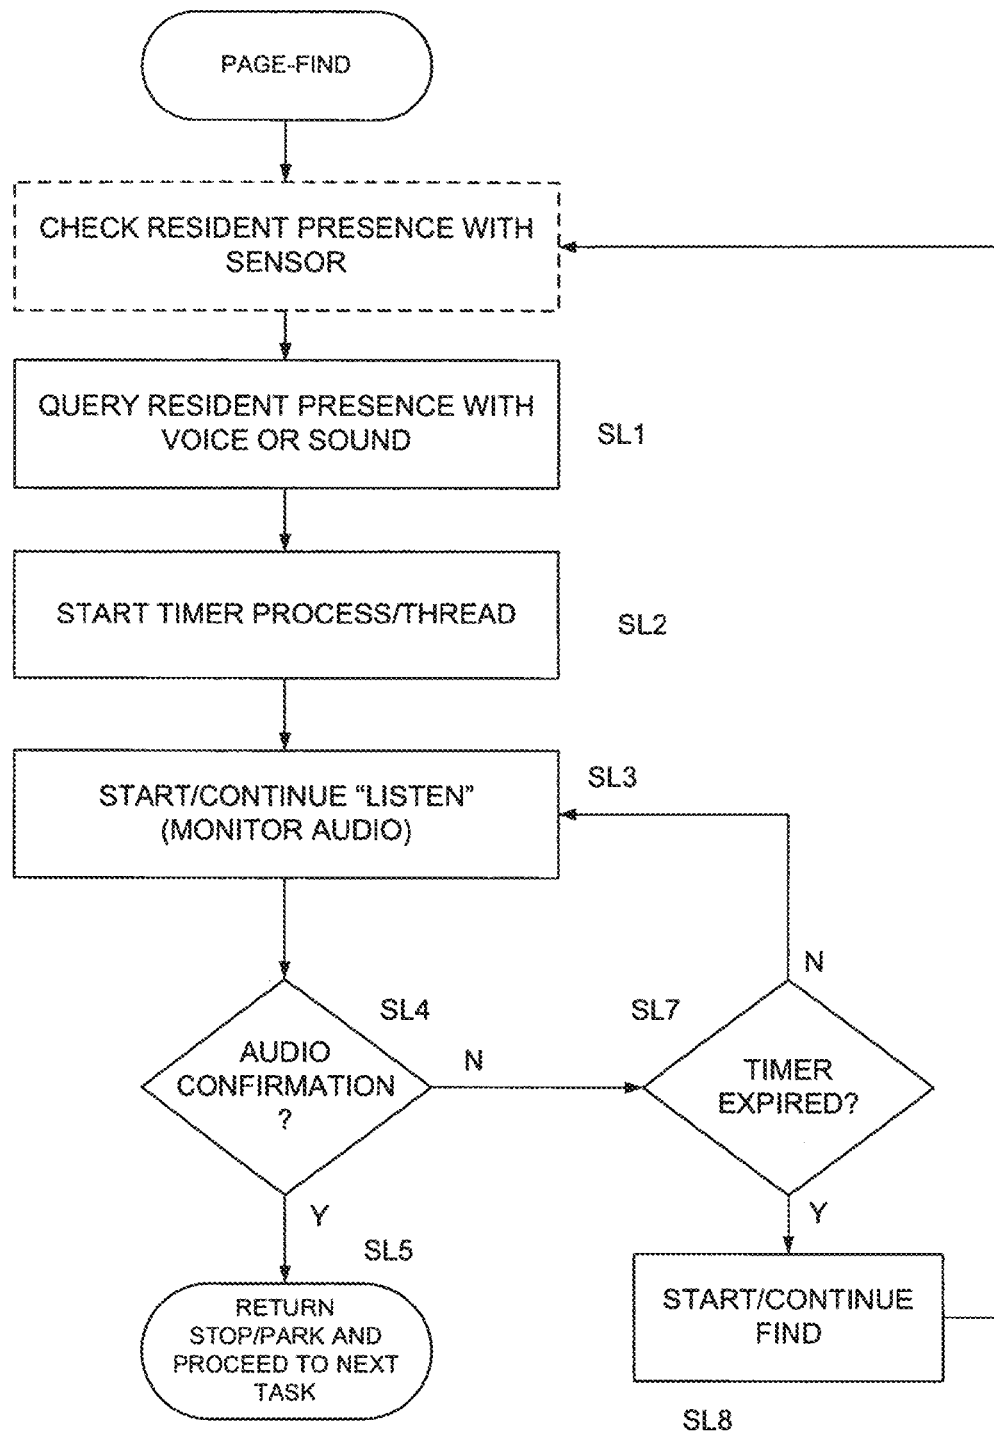 PAGE-FIND
CHECK RESIDENT PRESENCE WITH
SENSOR
QUERY RESIDENT PRESENCE WITH
VOICE OR SOUND
SL1
START TIMER PROCESS/THREAD
SL2
START/CONTINUE “LISTEN”
(MONITOR AUDIO)
SL3
AUDIO
CONFIRMATION
?
SL4
N
SL7
TIMER
EXPIRED?
N
Y
SL5
RETURN
STOP/PARK AND
PROCEED TO NEXT
TASK
Y
START/CONTINUE
FIND
SL8